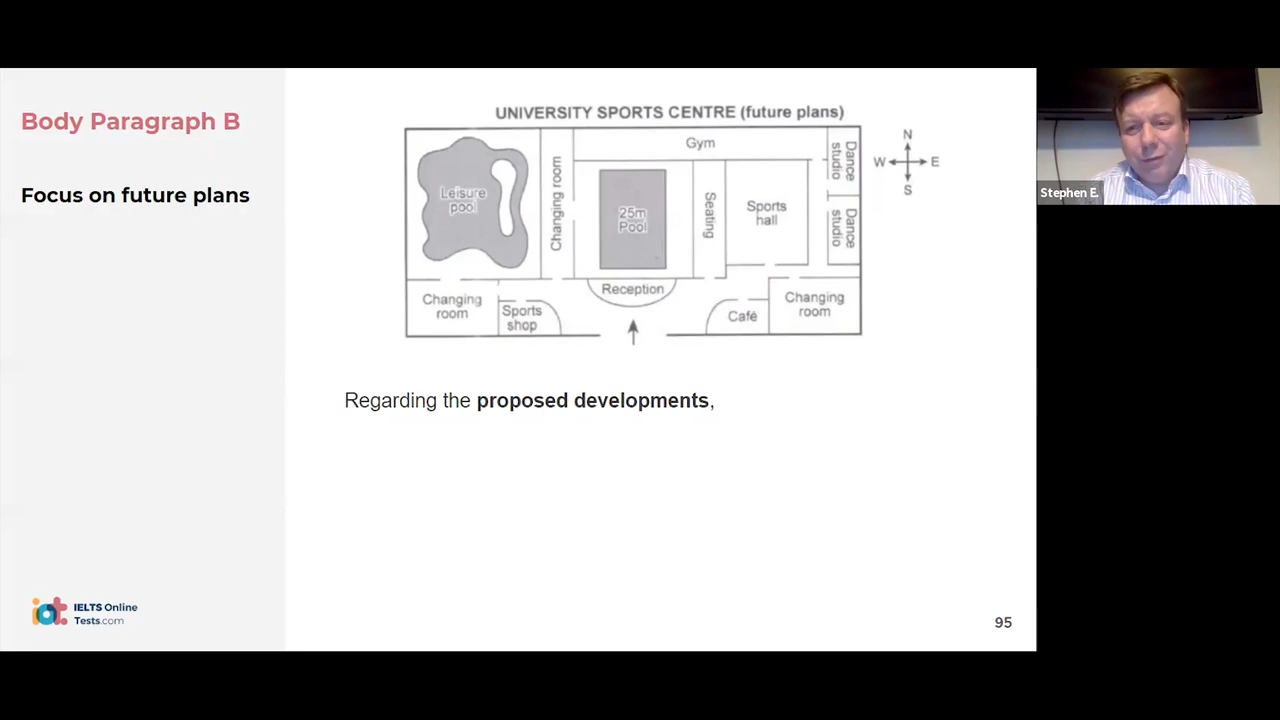 Body Paragraph B
Focus on future plans
UNIVERSITY SPORTS CENTRE (future plans)
Gym
Leisure
pool
Changing room
25m
Pool
Seating
Sports
hall
Dance
studio
Dance
studio
N
W
E
S
Changing
room
Sports
shop
Reception
Café
Changing
room
Regarding the proposed developments,
iot
IELTS Online
Tests.com
95
Stephen E.